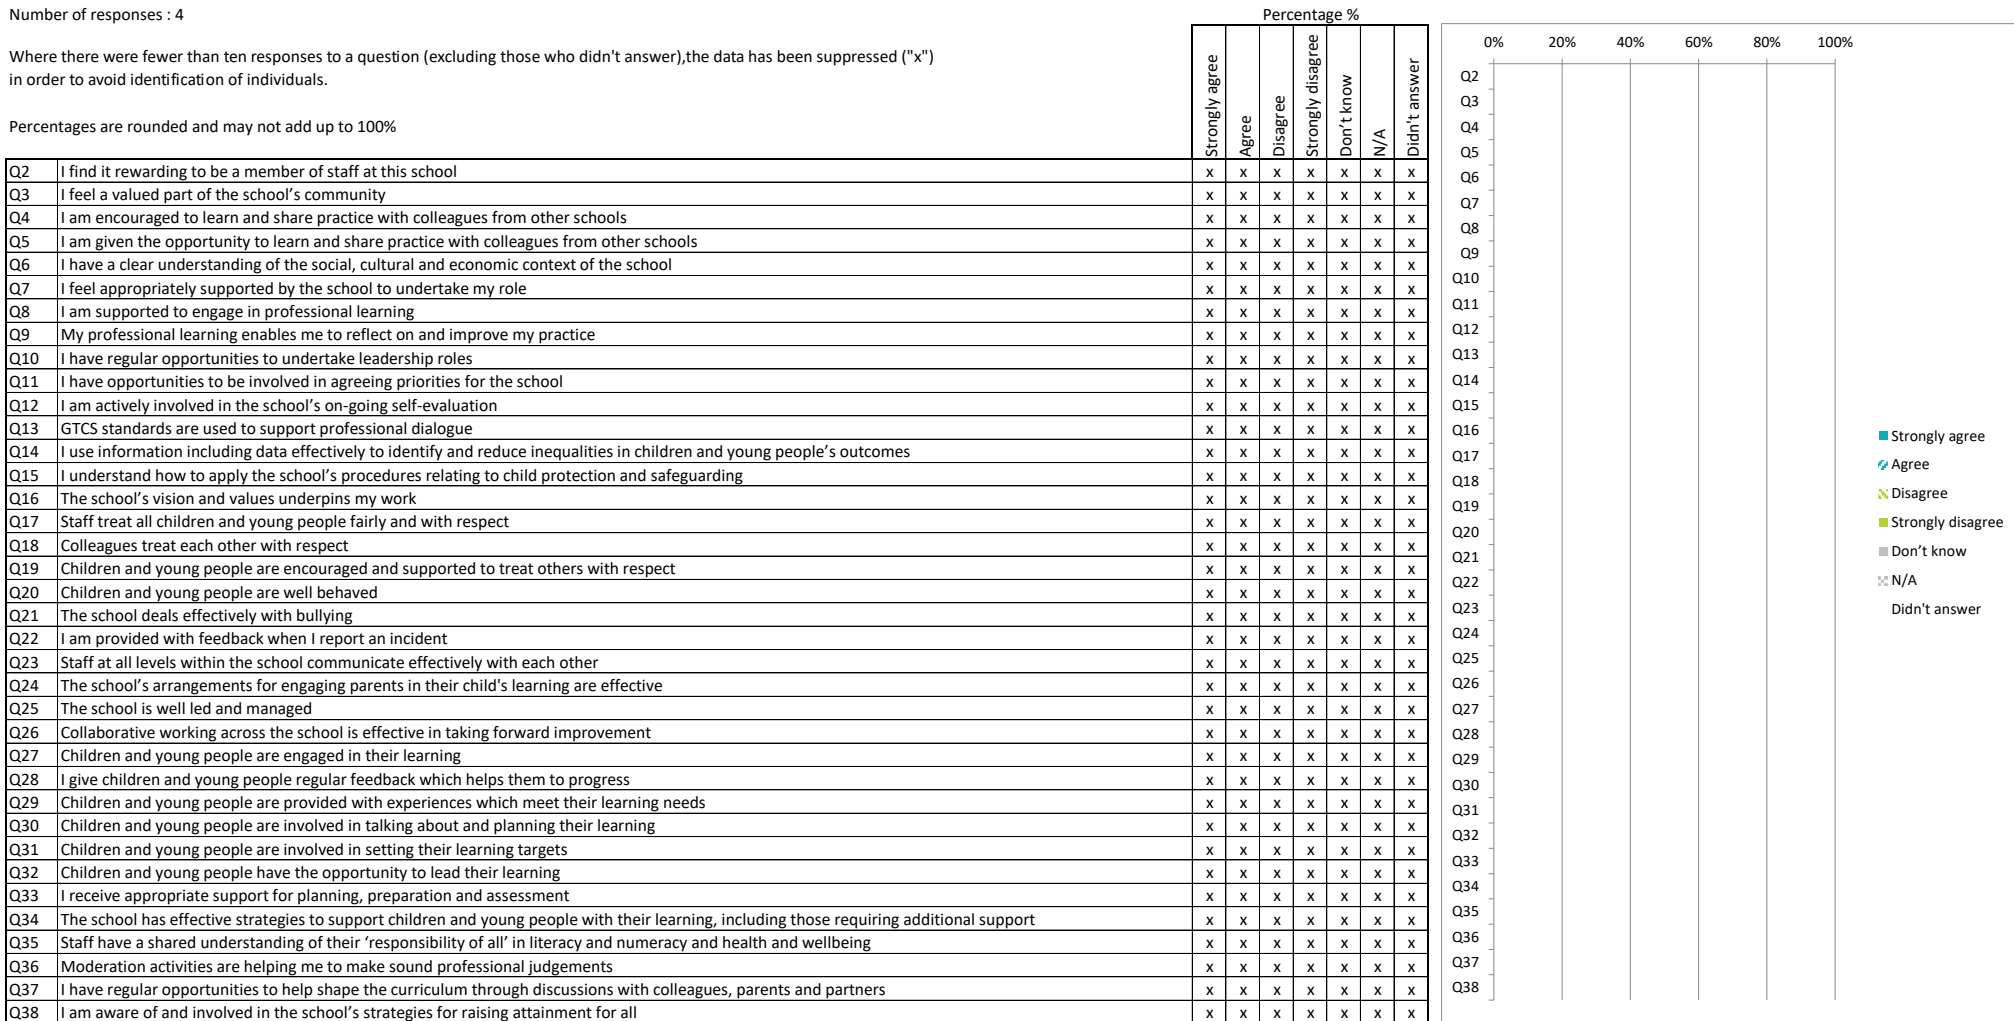 Number of responses : 4
Percentage %
Where there were fewer than ten responses to a question (excluding those who didn't answer),the data has been suppressed ("x")
in order to avoid identification of individuals.
Percentages are rounded and may not add up to 100%
Strongly agree
Agree
Disagree
Strongly disagree
Don't know
N/A
Didn't answer
Q2 I find it rewarding to be a member of staff at this school x x x x x x x
Q3 I feel a valued part of the school’s community x x x x x x x
Q4 I am encouraged to learn and share practice with colleagues from other schools x x x x x x x
Q5 I am given the opportunity to learn and share practice with colleagues from other schools x x x x x x x
Q6 I have a clear understanding of the social, cultural and economic context of the school x x x x x x x
Q7 I feel appropriately supported by the school to undertake my role x x x x x x x
Q8 I am supported to engage in professional learning x x x x x x x
Q9 My professional learning enables me to reflect on and improve my practice x x x x x x x
Q10 I have regular opportunities to undertake leadership roles x x x x x x x
Q11 I have opportunities to be involved in agreeing priorities for the school x x x x x x x
Q12 I am actively involved in the school’s on-going self-evaluation x x x x x x x
Q13 GTCS standards are used to support professional dialogue x x x x x x x
Q14 I use information including data effectively to identify and reduce inequalities in children and young people’s outcomes x x x x x x x
Q15 I understand how to apply the school’s procedures relating to child protection and safeguarding x x x x x x x
Q16 The school’s vision and values underpins my work x x x x x x x
Q17 Staff treat all children and young people fairly and with respect x x x x x x x
Q18 Colleagues treat each other with respect x x x x x x x
Q19 Children and young people are encouraged and supported to treat others with respect x x x x x x x
Q20 Children and young people are well behaved x x x x x x x
Q21 The school deals effectively with bullying x x x x x x x
Q22 I am provided with feedback when I report an incident x x x x x x x
Q23 Staff at all levels within the school communicate effectively with each other x x x x x x x
Q24 The school’s arrangements for engaging parents in their child's learning are effective x x x x x x x
Q25 The school is well led and managed x x x x x x x
Q26 Collaborative working across the school is effective in taking forward improvement x x x x x x x
Q27 Children and young people are engaged in their learning x x x x x x x
Q28 I give children and young people regular feedback which helps them to progress x x x x x x x
Q29 Children and young people are provided with experiences which meet their learning needs x x x x x x x
Q30 Children and young people are involved in talking about and planning their learning x x x x x x x
Q31 Children and young people are involved in setting their learning targets x x x x x x x
Q32 Children and young people have the opportunity to lead their learning x x x x x x x
Q33 I receive appropriate support for planning, preparation and assessment x x x x x x x
Q34 The school has effective strategies to support children and young people with their learning, including those requiring additional support x x x x x x x
Q35 Staff have a shared understanding of their ‘responsibility of all’ in literacy and numeracy and health and wellbeing x x x x x x x
Q36 Moderation activities are helping me to make sound professional judgements x x x x x x x
Q37 I have regular opportunities to help shape the curriculum through discussions with colleagues, parents and partners x x x x x x x
Q38 I am aware of and involved in the school’s strategies for raising attainment for all x x x x x x x
0% 20% 40% 60% 80% 100%
Q2
Q3
Q4
Q5
Q6
Q7
Q8
Q9
Q10
Q11
Q12
Q13
Q14
Q15
Q16
Q17
Q18
Q19
Q20
Q21
Q22
Q23
Q24
Q25
Q26
Q27
Q28
Q29
Q30
Q31
Q32
Q33
Q34
Q35
Q36
Q37
Q38
Strongly agree
Agree
Disagree
Strongly disagree
Don’t know
N/A
Didn't answer